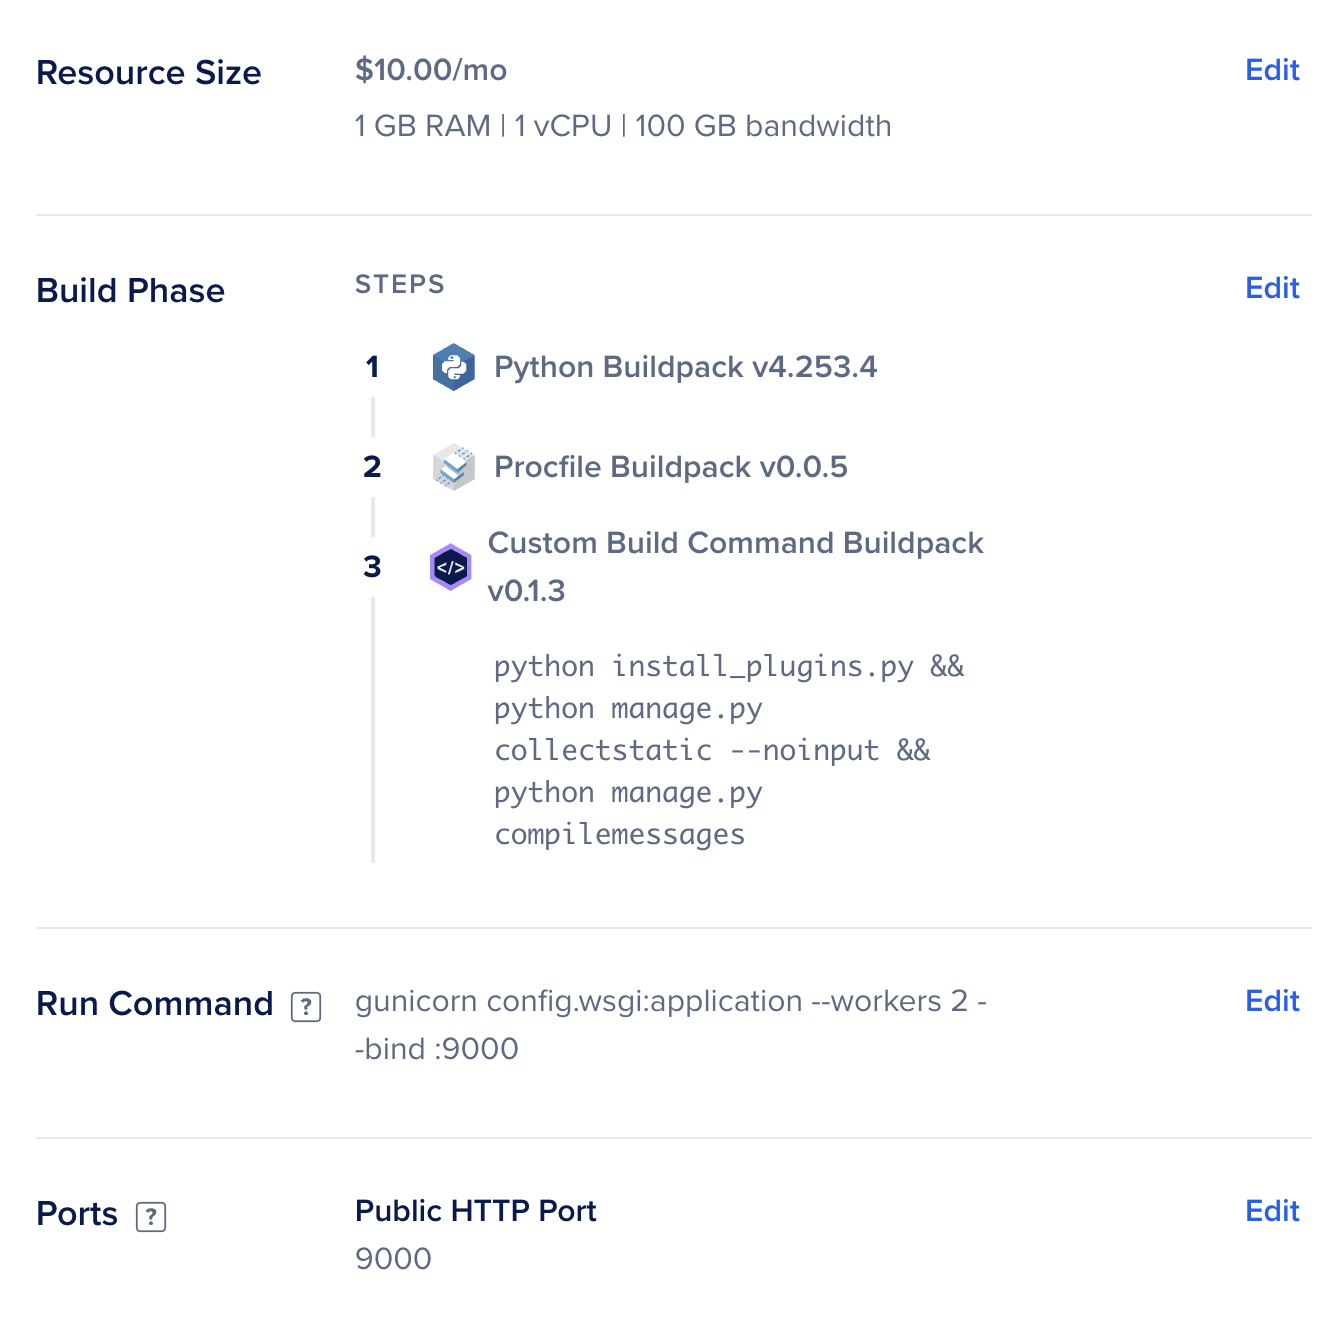 Resource Size
$10.00/mo
Edit
1 GB RAM | 1 vCPU | 100 GB bandwidth
Build Phase
STEPS
Edit
1 Python Buildpack v4.253.4
2 Procfile Buildpack v0.0.5
3 </> Custom Build Command Buildpack
v0.1.3
python install_plugins.py &&
python manage.py
collectstatic --noinput &&
python manage.py
compilemessages
Run Command ?
gunicorn config.wsgi:application --workers 2 -
-bind :9000
Edit
Ports ?
Public HTTP Port
Edit
9000